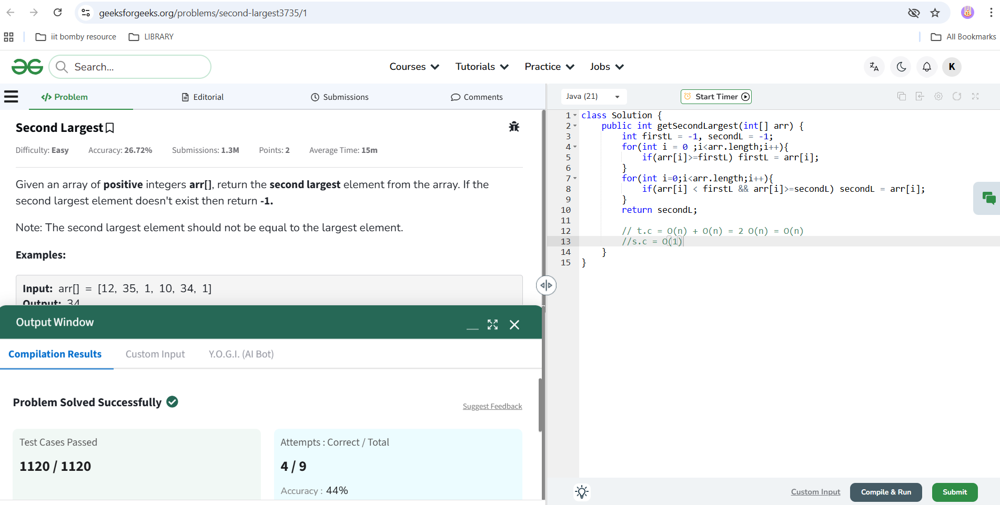 geeksforgeeks.org/problems/second-largest3735/1
iit bomby resource LIBRARY All Bookmarks
Search... Courses Tutorials Practice Jobs K
Problem Editorial Submissions Comments
Second Largest
Difficulty: Easy Accuracy: 26.72% Submissions: 1.3M Points: 2 Average Time: 15m
Given an array of positive integers arr[], return the second largest element from the array. If the
second largest element doesn't exist then return -1.
Note: The second largest element should not be equal to the largest element.
Examples:
Input: arr[] = [12, 35, 1, 10, 34, 1]
Output: 34
Output Window
Compilation Results Custom Input Y.O.G.I. (AI Bot)
Problem Solved Successfully
Suggest Feedback
Test Cases Passed
1120 / 1120
Attempts : Correct / Total
4 / 9
Accuracy : 44%
Java (21) Start Timer
1 class Solution {
2 public int getSecondLargest(int[] arr) {
3 int firstL = -1, secondL = -1;
4 for(int i = 0 ;i<arr.length;i++){
5 if(arr[i]>=firstL) firstL = arr[i];
6 }
7 for(int i=0;i<arr.length;i++){
8 if(arr[i] < firstL && arr[i]>=secondL) secondL = arr[i];
9 }
10 return secondL;
11
12 // t.c = O(n) + O(n) = 2 O(n) = O(n)
13 //s.c = O(1)
14 }
15 }
Custom Input Compile & Run Submit